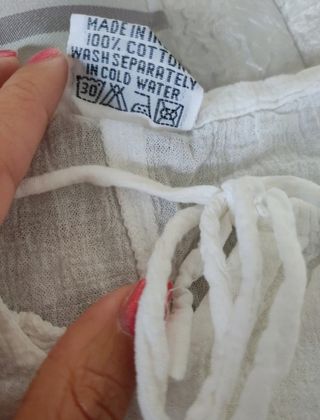 MADE IN
100% COTTON
WASH SEPARATELY
IN COLD WATER
30